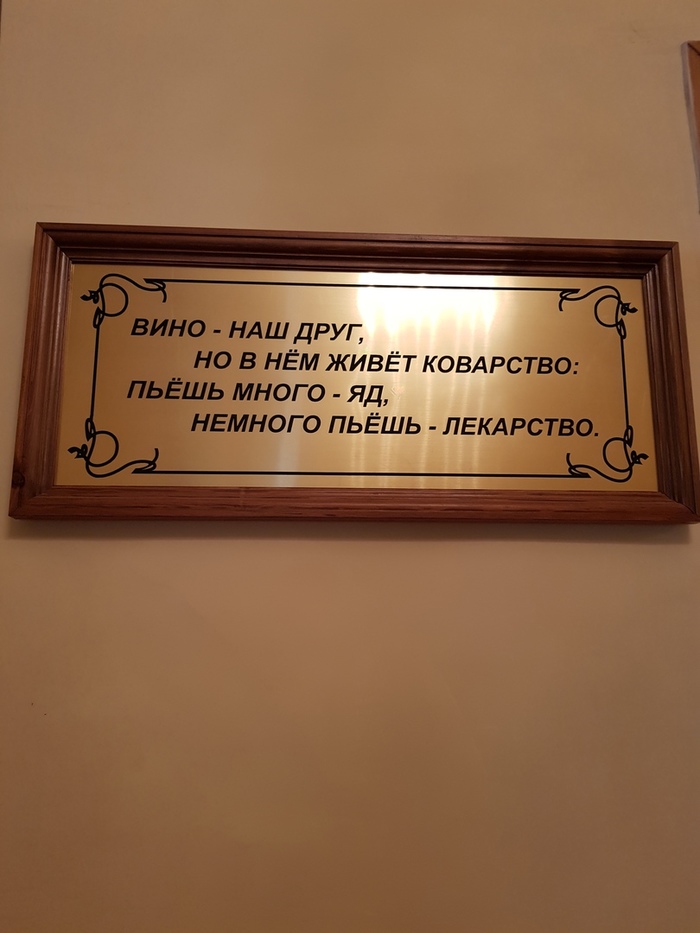 ВИНО - НАШ ДРУГ,
НО В НЁМ ЖИВЁТ КОВАРСТВО:
ПЬЁШЬ МНОГО - ЯД,
НЕМНОГО ПЬЁШЬ - ЛЕКАРСТВО.